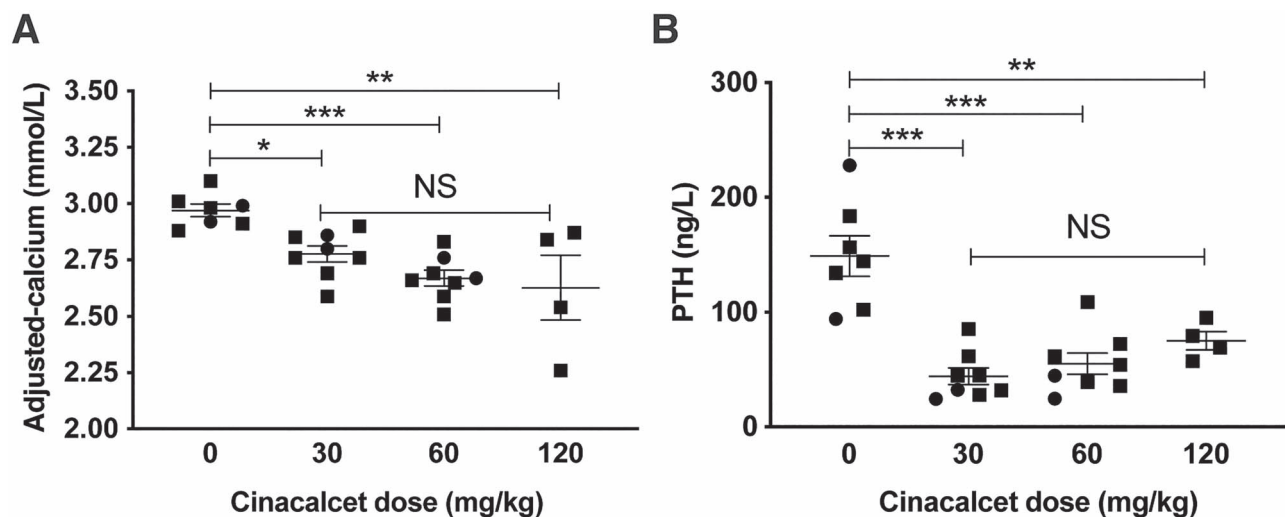 A
Adjusted-calcium (mmol/L)
3.50
3.25
3.00
2.75
2.50
2.25
2.00
**
***
*
NS
0 30 60 120
Cinacalcet dose (mg/kg)
B
PTH (ng/L)
300
200
100
0
**
***
***
NS
0 30 60 120
Cinacalcet dose (mg/kg)